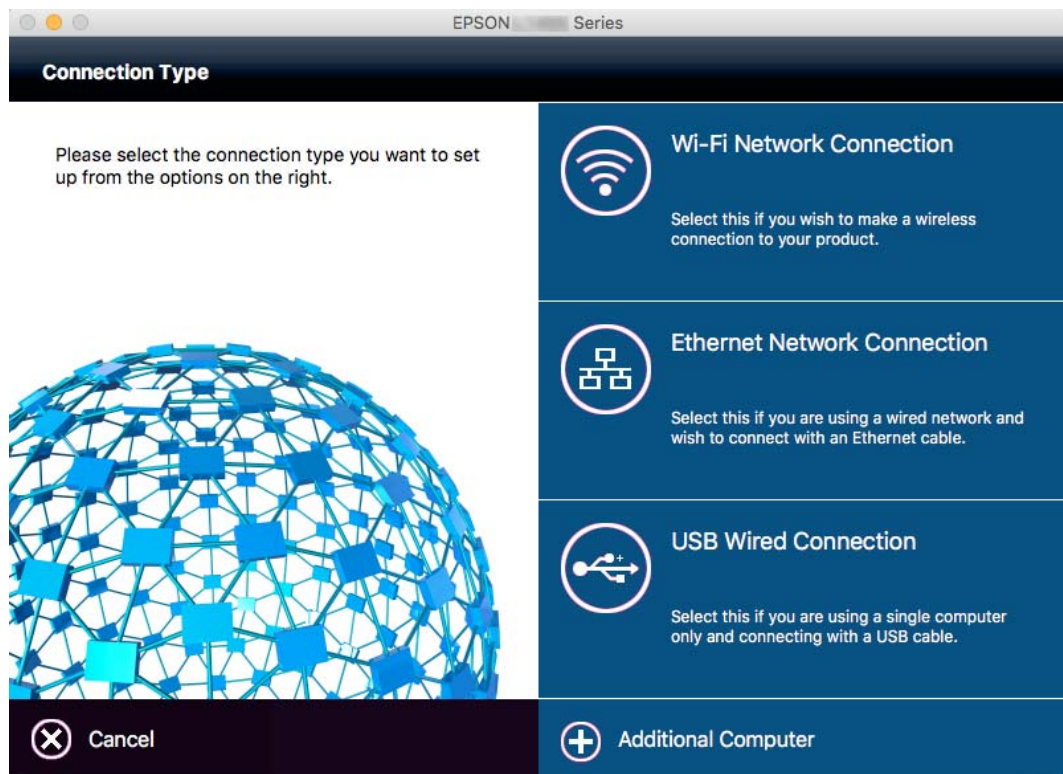 EPSON Series
Connection Type
Please select the connection type you want to set
up from the options on the right.
Wi-Fi Network Connection
Select this if you wish to make a wireless
connection to your product.
Ethernet Network Connection
Select this if you are using a wired network and
wish to connect with an Ethernet cable.
USB Wired Connection
Select this if you are using a single computer
only and connecting with a USB cable.
Cancel
Additional Computer